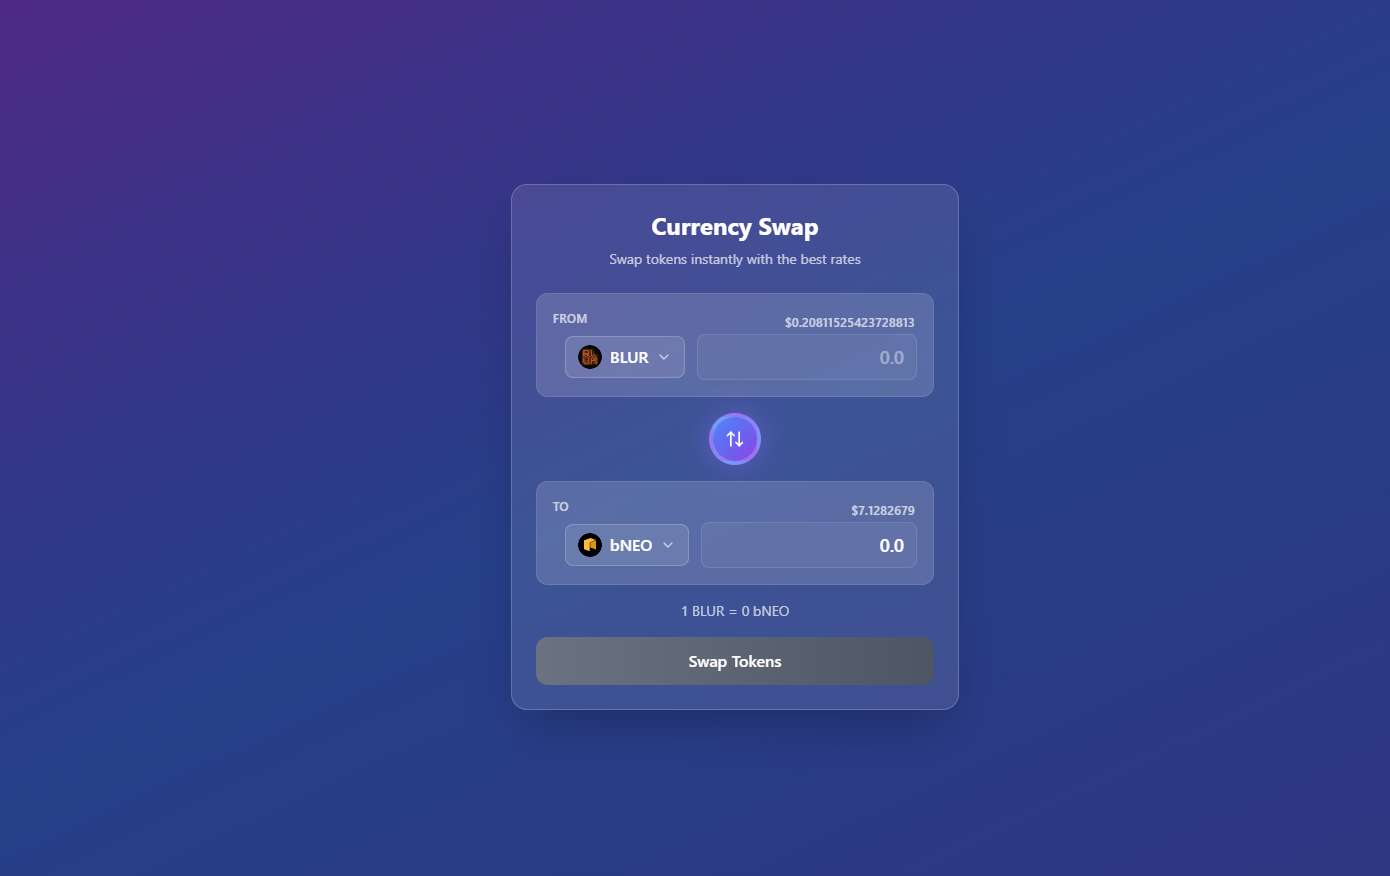 Currency Swap
Swap tokens instantly with the best rates
FROM
$0.20811525423728813
BLUR
0.0
TO
$7.1282679
bNEO
0.0
1 BLUR = 0 bNEO
Swap Tokens